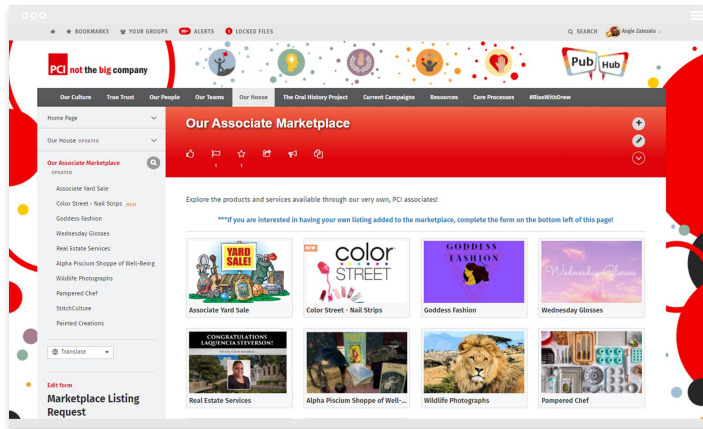 BOOKMARKS YOUR GROUPS 99+ ALERTS 1 LOCKED FILES SEARCH Angie Zatezalo
PCI not the big company
Pub Hub
Our Culture True Trust Our People Our Teams Our House The Oral History Project Current Campaigns Resources Core Processes #RiseWithDrew
Home Page
Our House UPDATED
Our Associate Marketplace
UPDATED
Associate Yard Sale
Color Street - Nail Strips NEW
Goddess Fashion
Wednesday Glosses
Real Estate Services
Alpha Piscium Shoppe of Well-Being
Wildlife Photographs
Pampered Chef
StitchCulture
Painted Creations
Translate
Edit form
Marketplace Listing
Request
Our Associate Marketplace
1 1
Explore the products and services available through our very own, PCI associates!
***If you are interested in having your own listing added to the marketplace, complete the form on the bottom left of this page!
YARD
SALE!
Associate Yard Sale
NEW
color
STREET
Color Street - Nail Strips
GODDESS
FASHION
Goddess Fashion
Wednesday Glosses
Wednesday Glosses
CONGRATULATIONS
LAQUENCIA STEVERSON!
Real Estate Services
Alpha Piscium Shoppe of Well-...
Wildlife Photographs
Pampered Chef